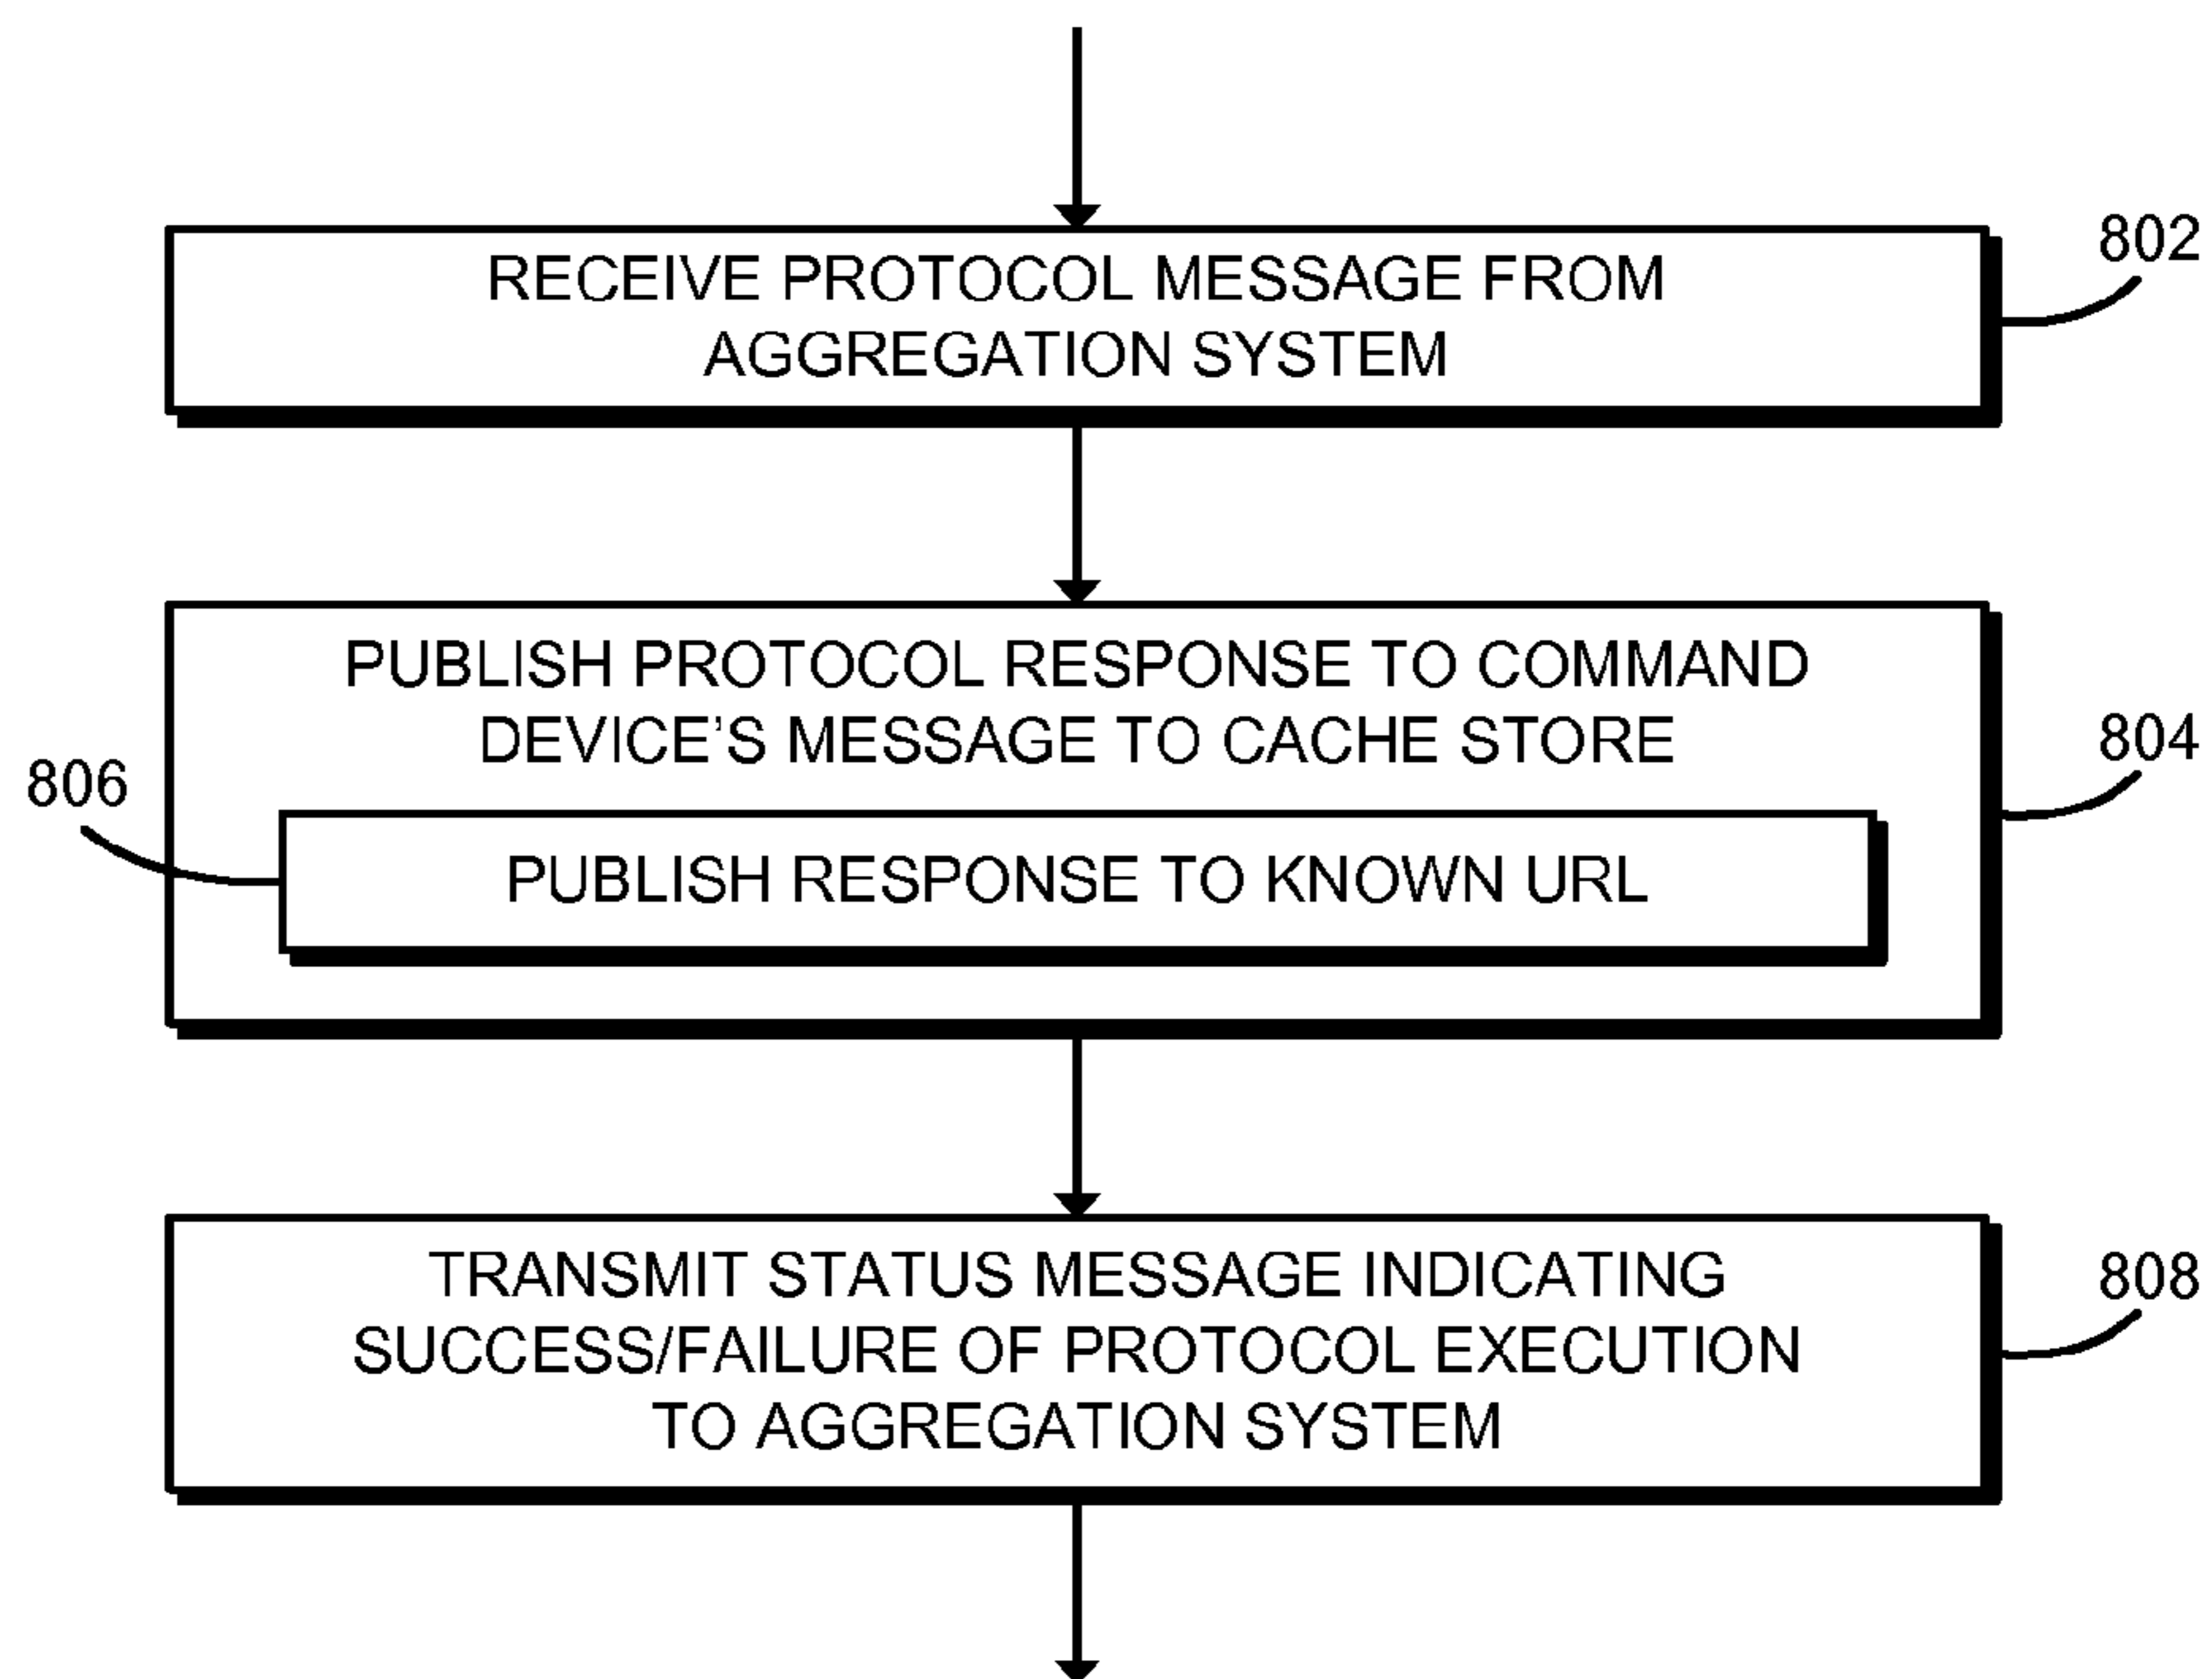 RECEIVE PROTOCOL MESSAGE FROM
AGGREGATION SYSTEM
802
PUBLISH PROTOCOL RESPONSE TO COMMAND
DEVICE'S MESSAGE TO CACHE STORE
804
806
PUBLISH RESPONSE TO KNOWN URL
TRANSMIT STATUS MESSAGE INDICATING
SUCCESS/FAILURE OF PROTOCOL EXECUTION
TO AGGREGATION SYSTEM
808